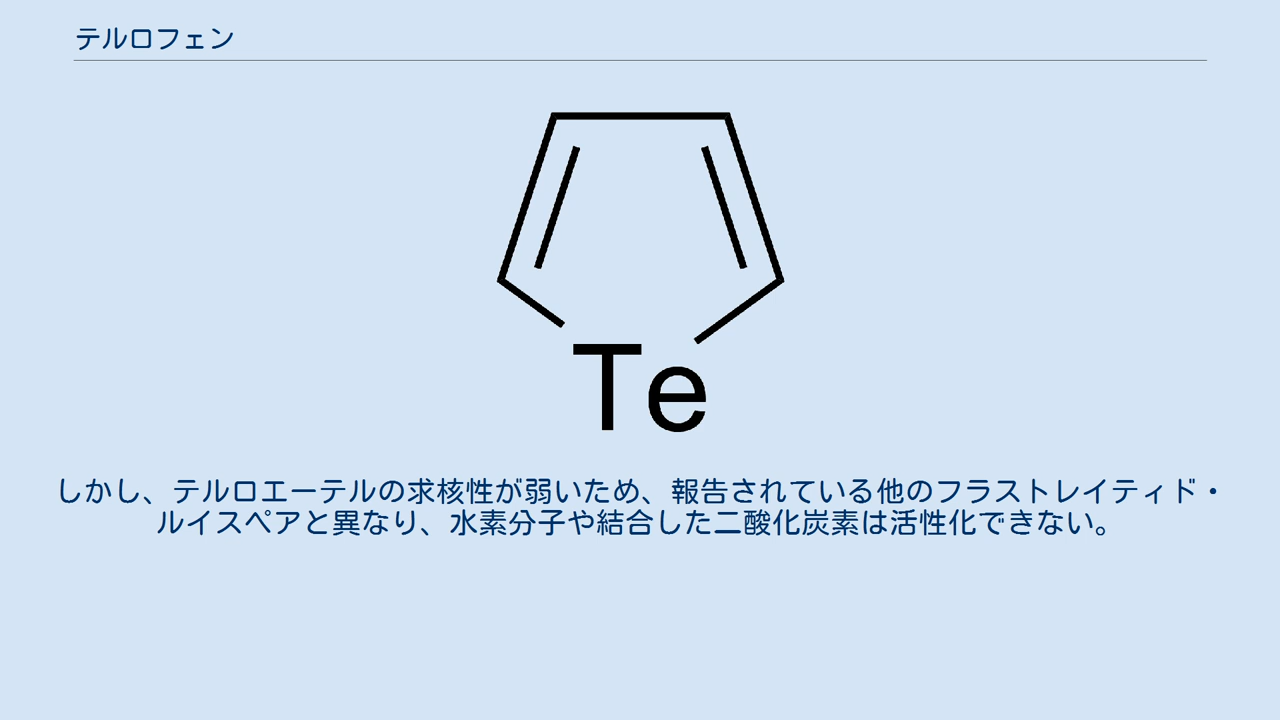 テルロフェン
Te
しかし、テルロエーテルの求核性が弱いため、報告されている他のフラストレイティド・
ルイスペアと異なり、水素分子や結合した二酸化炭素は活性化できない。